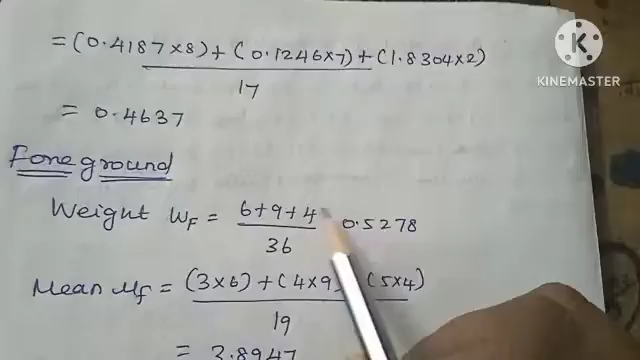 = (0.4187×8) + (0.1246×7) + (1.8304×2)
17
= 0.4637
KINEMASTER
Foreground
Weight W_F = 6+9+4 0.5278
36
Mean M_f = (3×6) + (4×9) (5×4)
19
= 3.8947